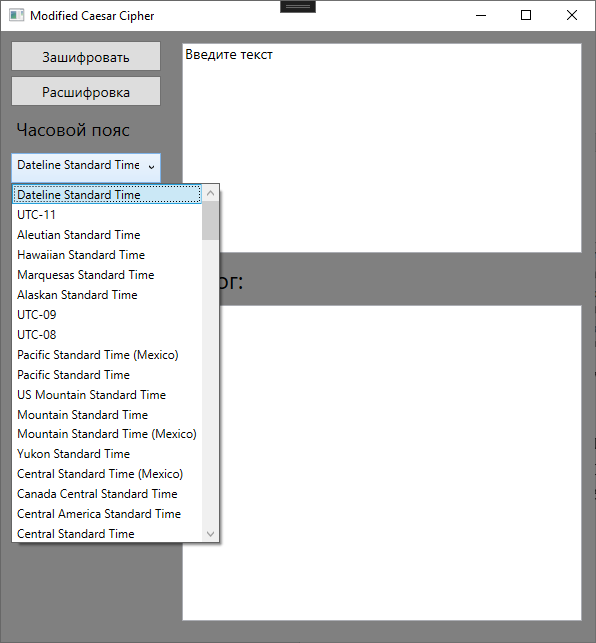 Modified Caesar Cipher
Зашифровать
Расшифровка
Часовой пояс
Dateline Standard Time
Dateline Standard Time
UTC-11
Aleutian Standard Time
Hawaiian Standard Time
Marquesas Standard Time
Alaskan Standard Time
UTC-09
UTC-08
Pacific Standard Time (Mexico)
Pacific Standard Time
US Mountain Standard Time
Mountain Standard Time
Mountain Standard Time (Mexico)
Yukon Standard Time
Central Standard Time (Mexico)
Canada Central Standard Time
Central America Standard Time
Central Standard Time
Введите текст